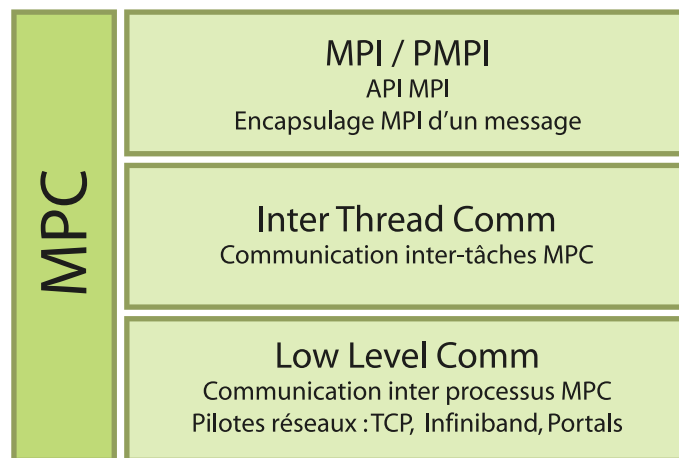 MPC
MPI / PMPI
API MPI
Encapsulage MPI d'un message
Inter Thread Comm
Communication inter-tâches MPC
Low Level Comm
Communication inter processus MPC
Pilotes réseaux : TCP, Infiniband, Portals